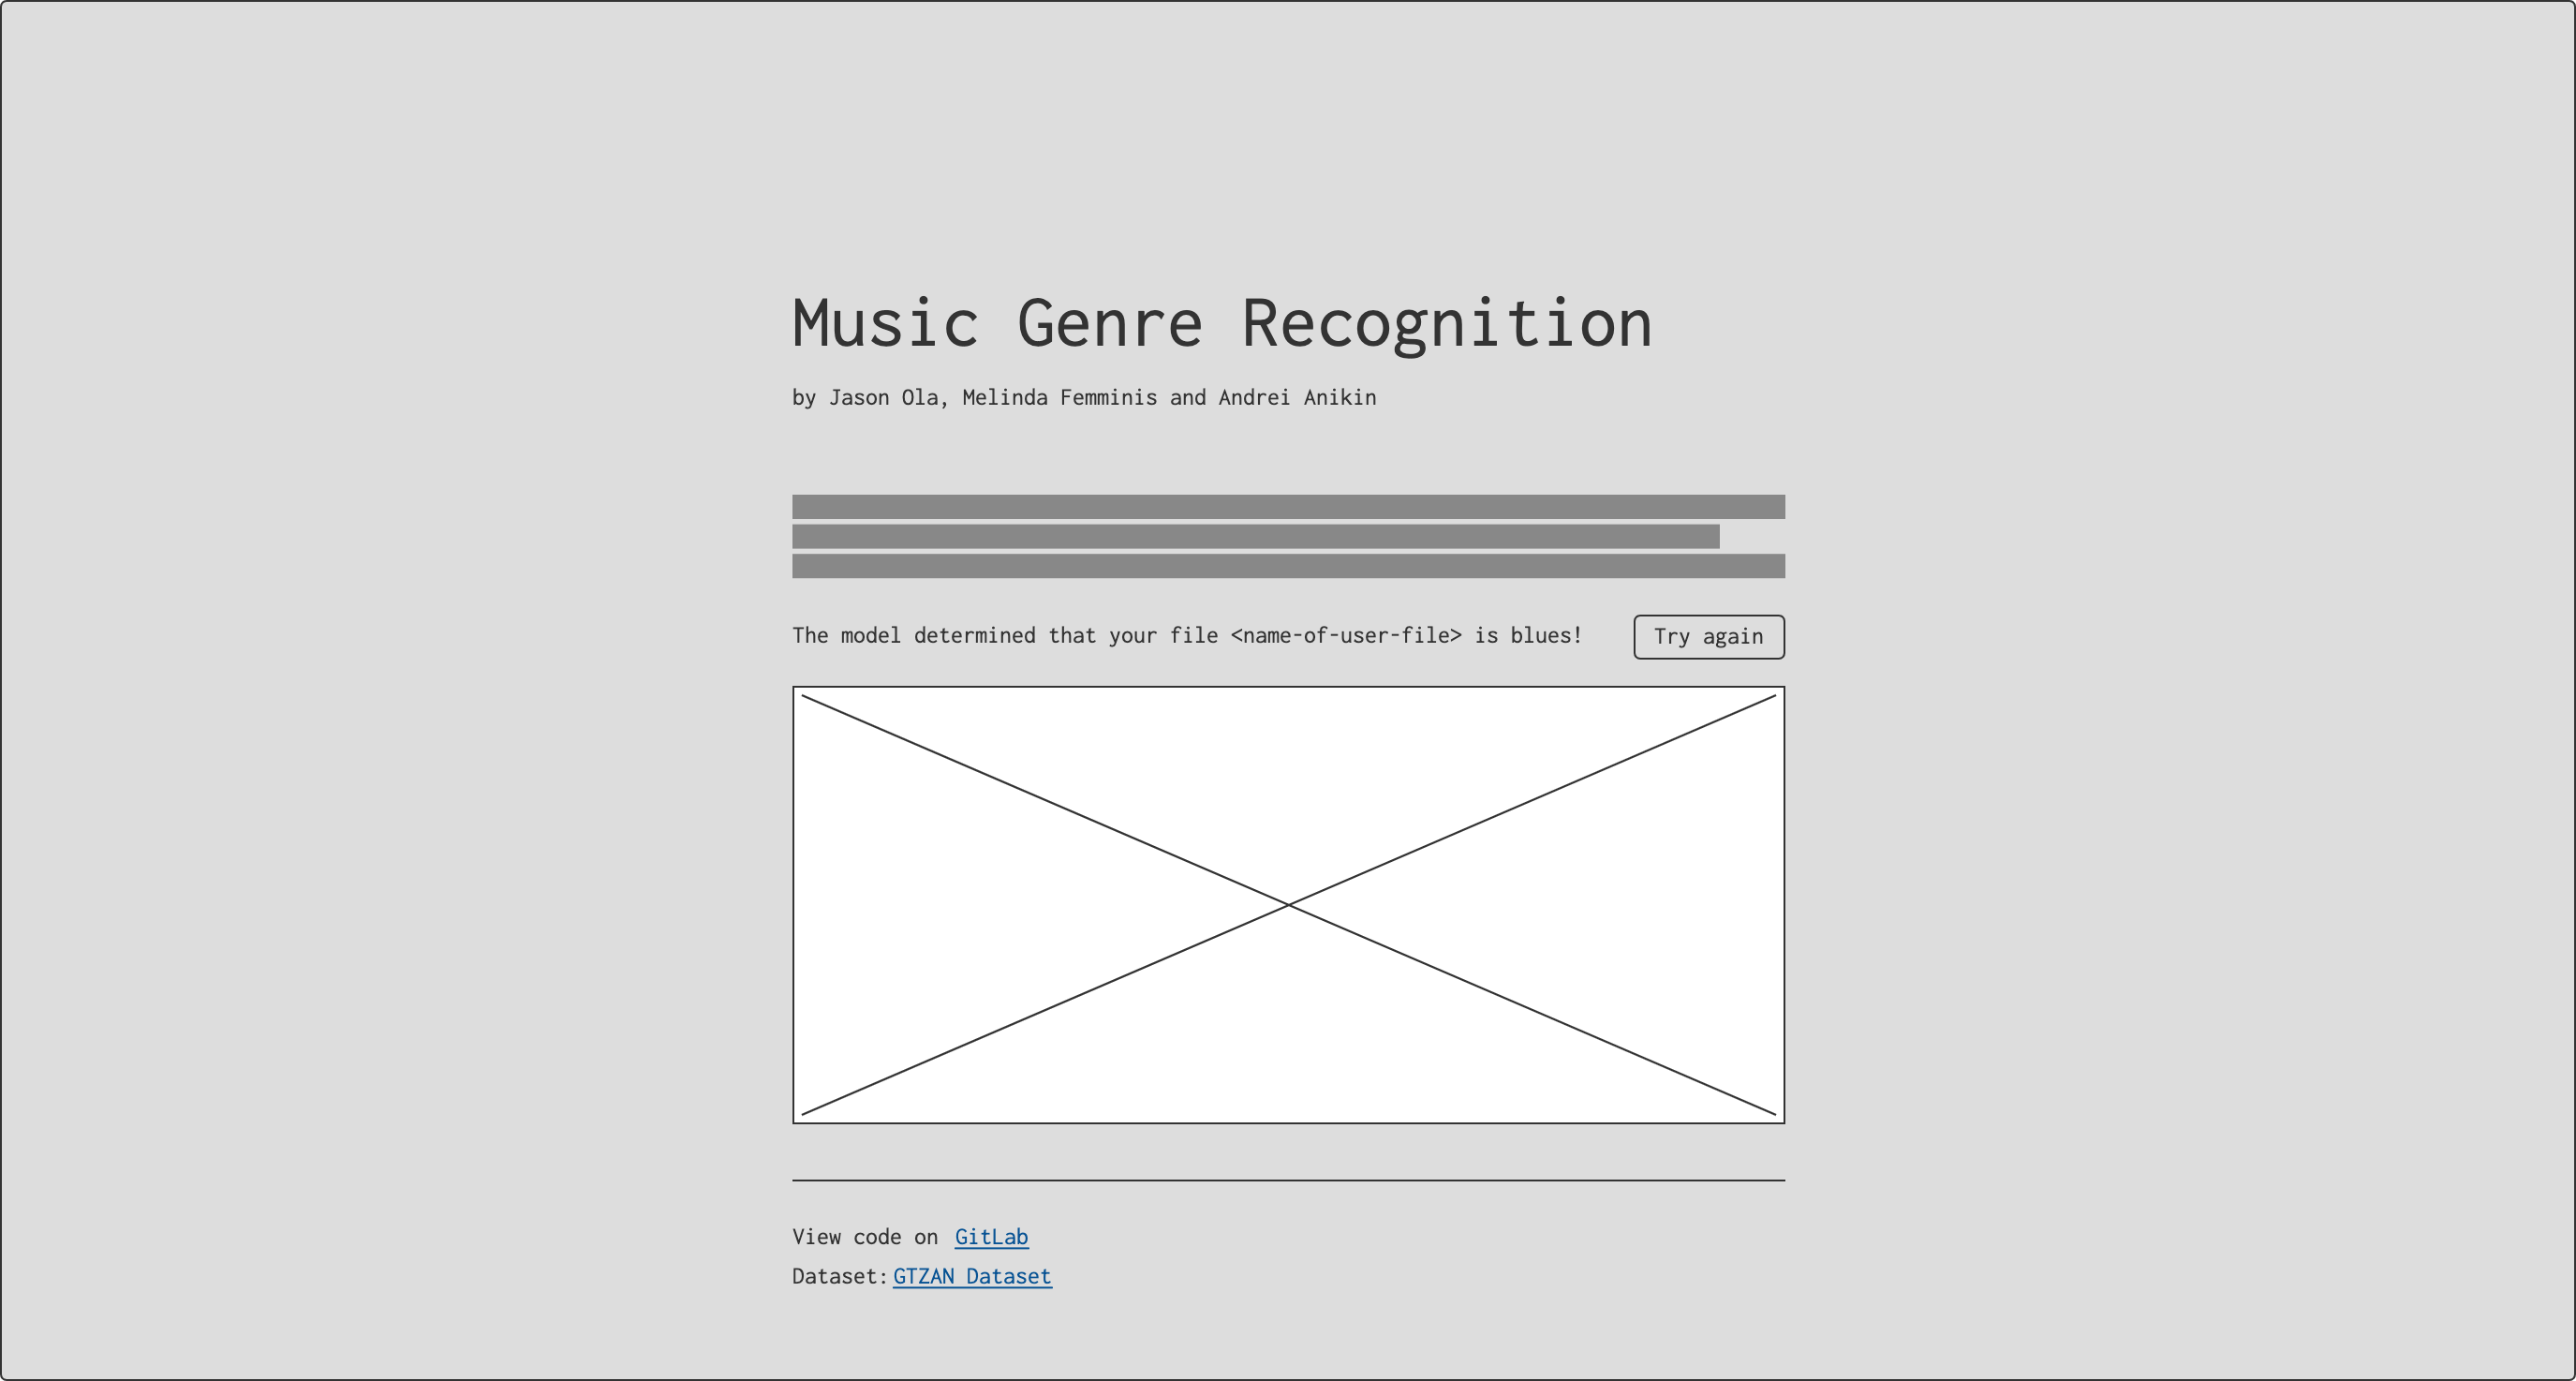 Music Genre Recognition
by Jason Ola, Melinda Femminis and Andrei Anikin
The model determined that your file <name-of-user-file> is blues!
Try again
View code on GitLab
Dataset: GTZAN Dataset